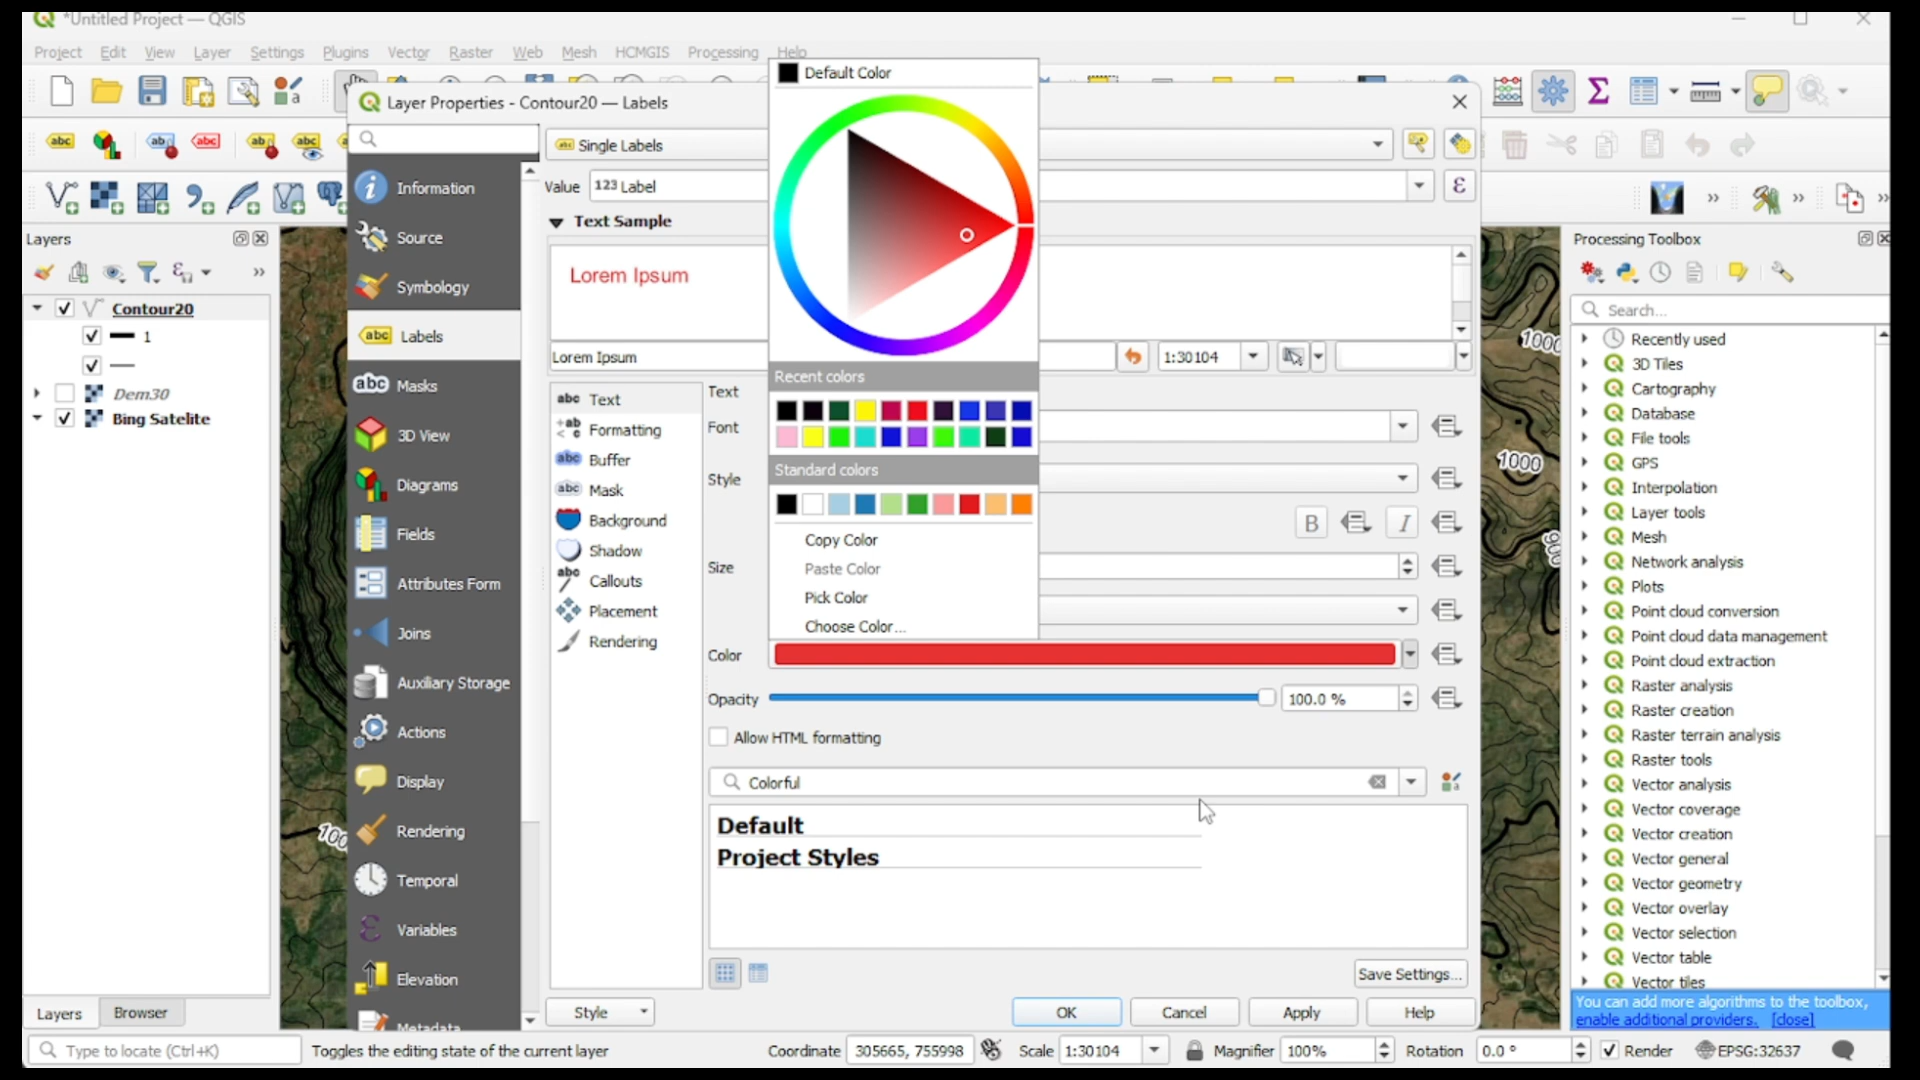 *Untitled Project — QGIS
Project Edit View Layer Settings Plugins Vector Raster Web Mesh HCMGIS Processing Help
Layer Properties - Contour20 — Labels
Single Labels
Value 123 Label ε
Text Sample
Lorem Ipsum
Lorem Ipsum
1:30104
Information
Source
Symbology
abc Labels
abc Masks
3D View
Diagrams
Fields
Attributes Form
Joins
Auxiliary Storage
Actions
Display
Rendering
Temporal
Variables
Elevation
Metadata
abc Text
Formatting
abc Buffer
abc Mask
Background
Shadow
abc Callouts
Placement
Rendering
Text
Font
Style
B I
Size
Color
Opacity 100.0 %
Allow HTML formatting
Colorful
Default
Project Styles
Save Settings...
Style OK Cancel Apply Help
Default Color
Recent colors
Standard colors
Copy Color
Paste Color
Pick Color
Choose Color...
Layers
Contour20
1
Dem30
Bing Satelite
Layers Browser
1000
1000
900
100
Processing Toolbox
Search...
Recently used
3D Tiles
Cartography
Database
File tools
GPS
Interpolation
Layer tools
Mesh
Network analysis
Plots
Point cloud conversion
Point cloud data management
Point cloud extraction
Raster analysis
Raster creation
Raster terrain analysis
Raster tools
Vector analysis
Vector coverage
Vector creation
Vector general
Vector geometry
Vector overlay
Vector selection
Vector table
Vector tiles
You can add more algorithms to the toolbox,
enable additional providers. [close]
Type to locate (Ctrl+K) Toggles the editing state of the current layer Coordinate 305665, 755998 Scale 1:30104 Magnifier 100% Rotation 0.0 ° Render EPSG:32637